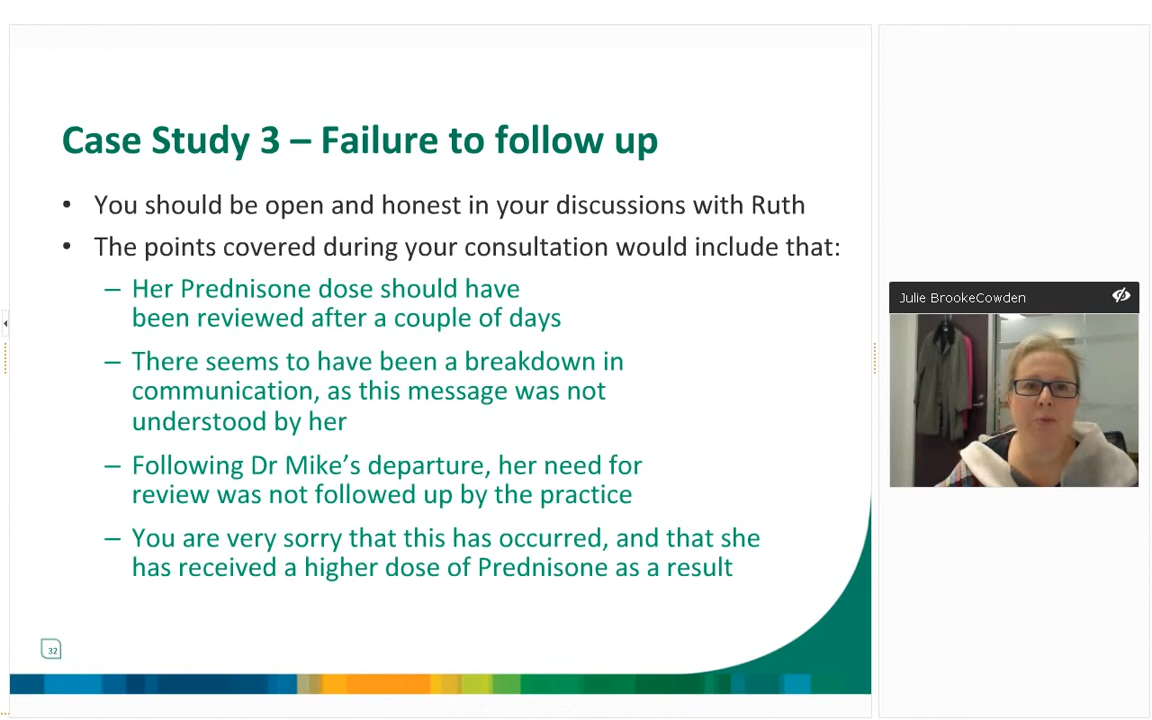 Case Study 3 – Failure to follow up
• You should be open and honest in your discussions with Ruth
• The points covered during your consultation would include that:
– Her Prednisone dose should have
been reviewed after a couple of days
– There seems to have been a breakdown in
communication, as this message was not
understood by her
– Following Dr Mike’s departure, her need for
review was not followed up by the practice
– You are very sorry that this has occurred, and that she
has received a higher dose of Prednisone as a result
32
Julie BrookeCowden